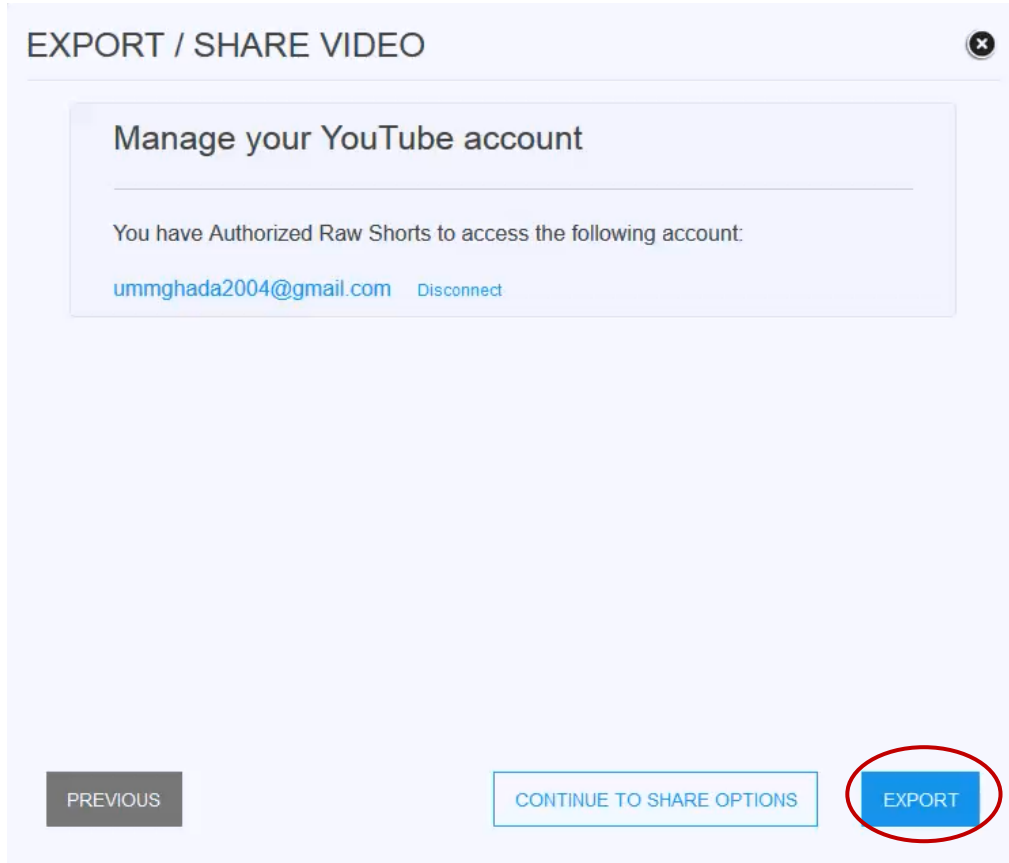 EXPORT / SHARE VIDEO
Manage your YouTube account
You have Authorized Raw Shorts to access the following account:
ummghada2004@gmail.com Disconnect
PREVIOUS CONTINUE TO SHARE OPTIONS EXPORT